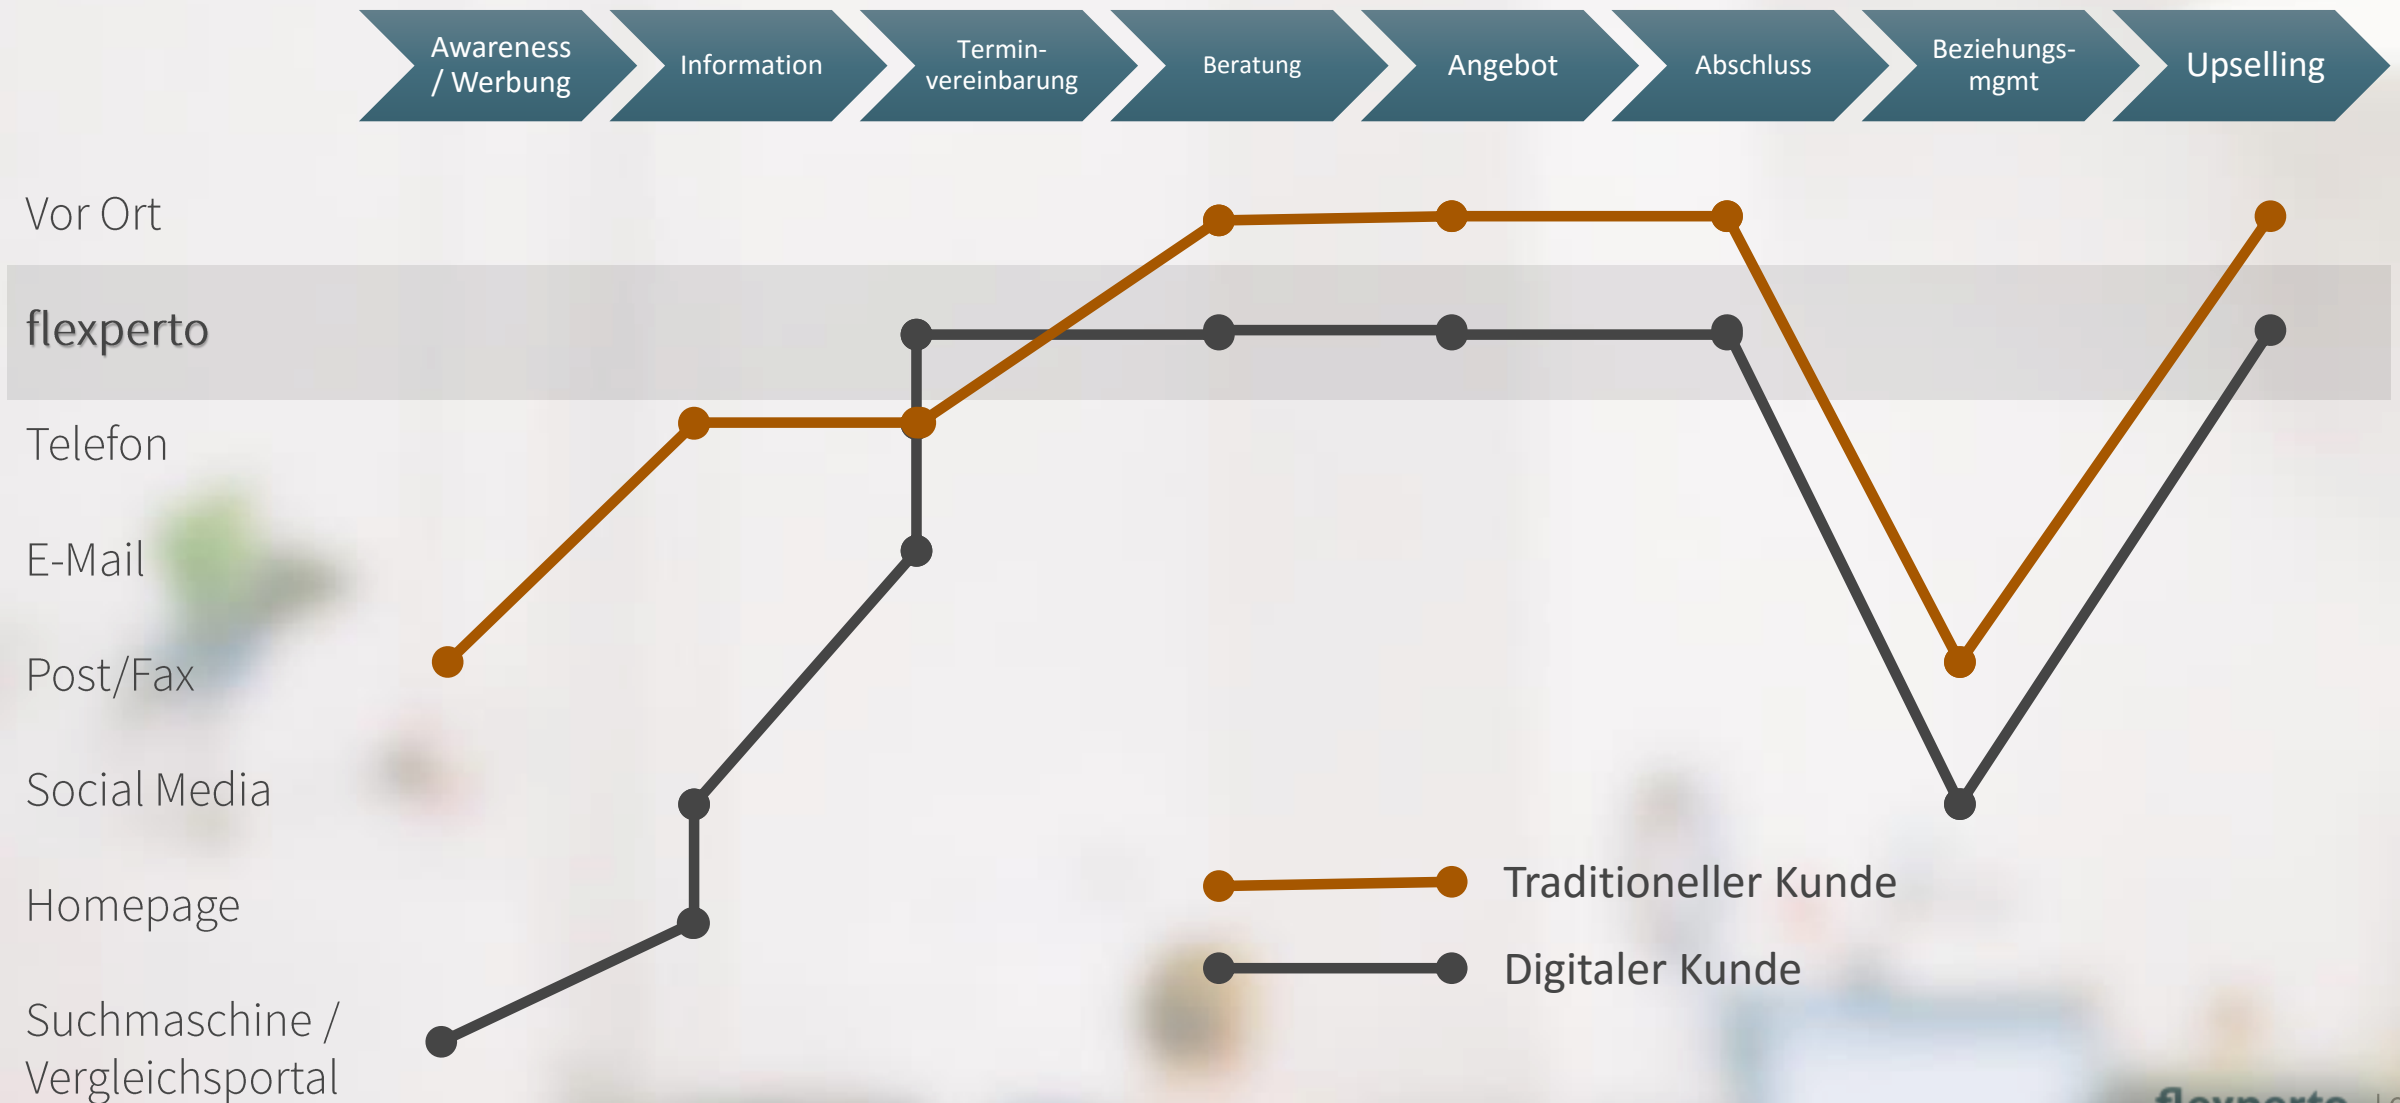 Awareness
/ Werbung
Information
Termin-
vereinbarung
Beratung
Angebot
Abschluss
Beziehungs-
mgmt
Upselling
Vor Ort
flexperto
Telefon
E-Mail
Post/Fax
Social Media
Homepage
Suchmaschine /
Vergleichsportal
Traditioneller Kunde
Digitaler Kunde
flexperto